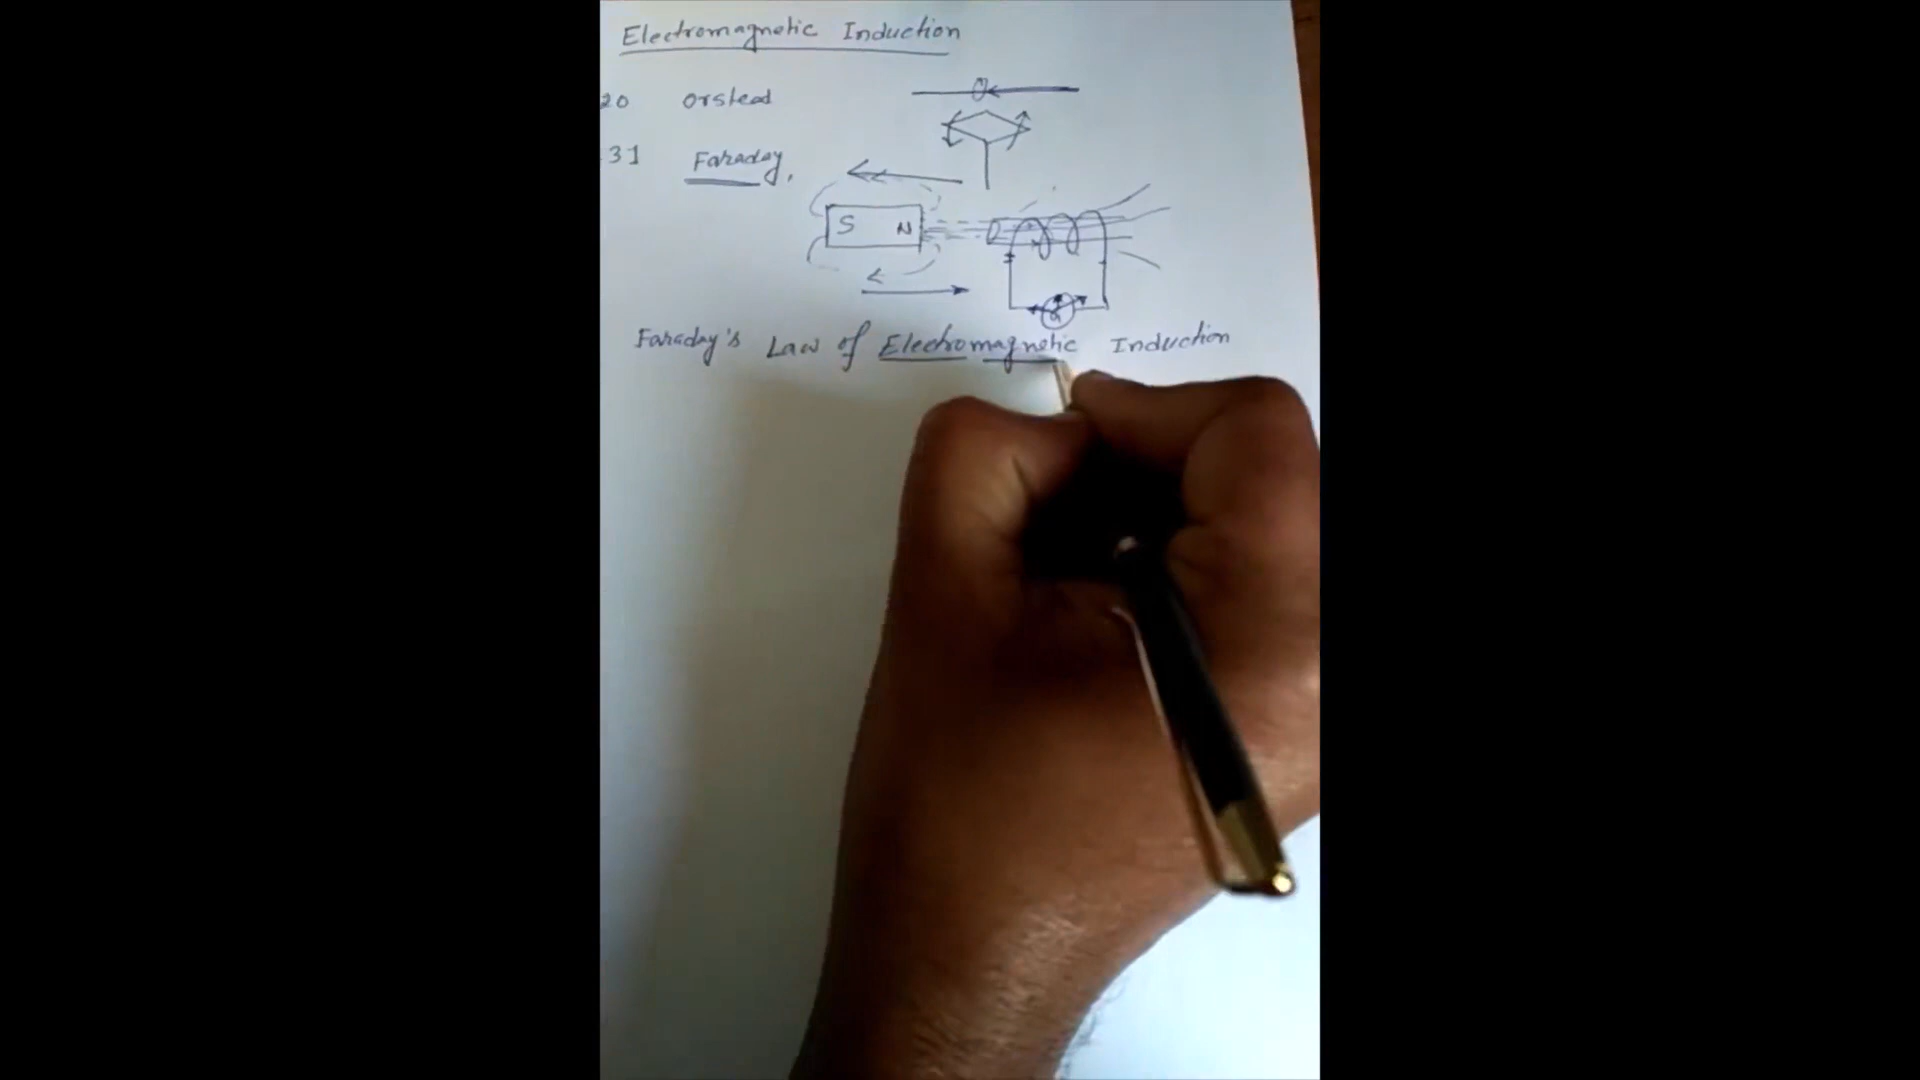 Electromagnetic Induction
20 Orstead
31 Faraday,
S N
G
Faraday's Law of Electromagnetic Induction